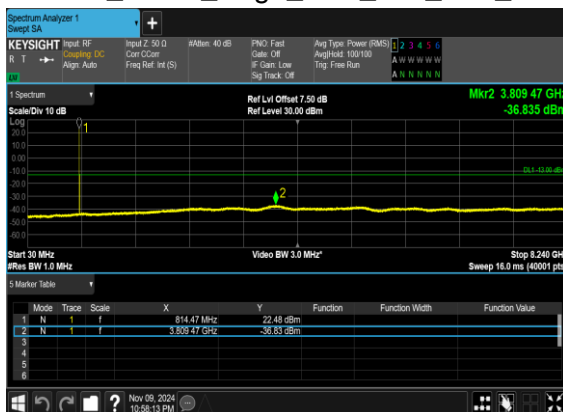 Spectrum Analyzer 1
Swept SA
+
KEYSIGHT Input: RF Input Z: 50 Ω #Atten: 40 dB PNO: Fast Avg Type: Power (RMS) 1 2 3 4 5 6
R T Coupling: DC Corr CCorr Gate: Off Avg|Hold: 100/100 A W W W W W
Align: Auto Freq Ref: Int (S) IF Gain: Low Trig: Free Run A N N N N N
Sig Track: Off
1 Spectrum Ref Lvl Offset 7.50 dB Mkr2 3.809 47 GH
Scale/Div 10 dB Ref Level 30.00 dBm -36.835 dBm
Log
20.0
10.0
0.00
-10.0
-20.0
-30.0
-40.0
-50.0
-60.0
1
DL1 -13.00 dB
2
Start 30 MHz Video BW 3.0 MHz* Stop 8.240 GH
#Res BW 1.0 MHz Sweep 16.0 ms (40001 pts
5 Marker Table
Mode Trace Scale X Y Function Function Width Function Value
1 N 1 f 814.47 MHz 22.48 dBm
2 N 1 f 3.809 47 GHz -36.83 dBm
3
4
5
6
? Nov 09, 2024
10:58:13 PM